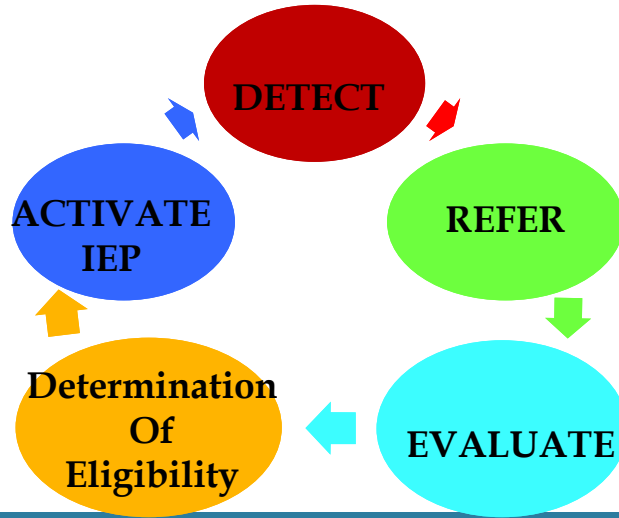 DETECT
REFER
EVALUATE
Determination
Of
Eligibility
ACTIVATE
IEP